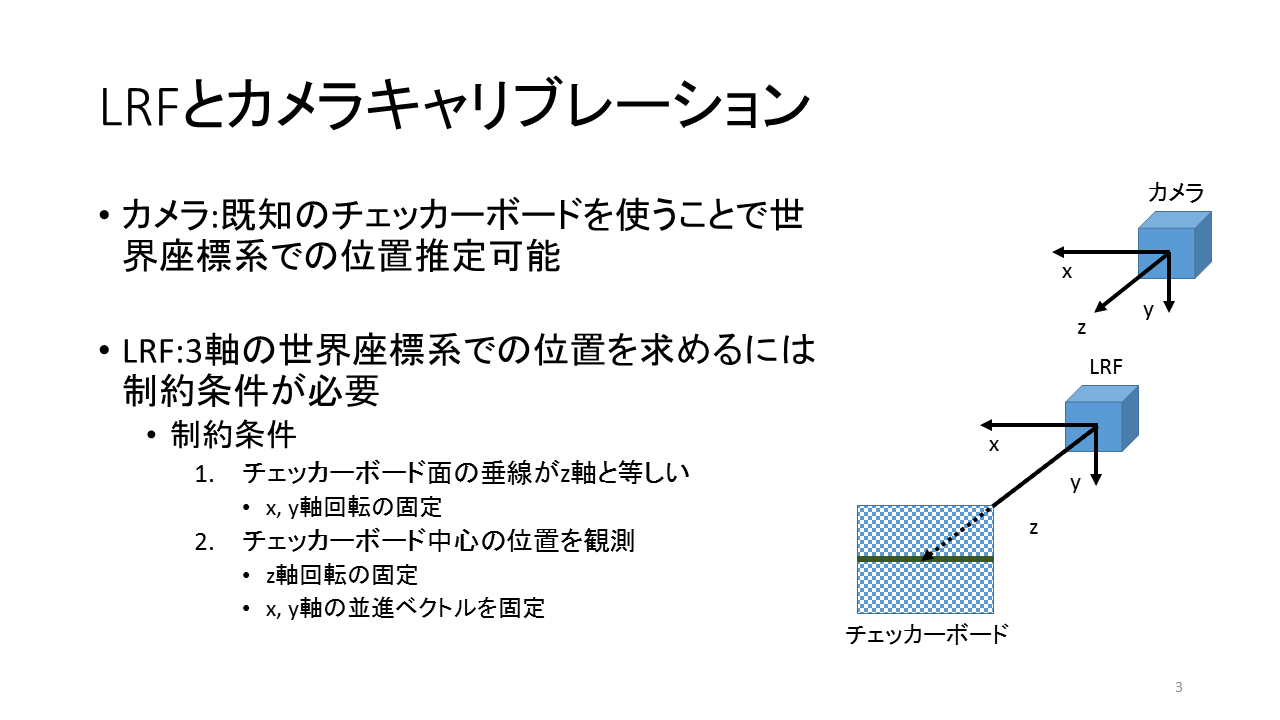 LRFとカメラキャリブレーション
• カメラ:既知のチェッカーボードを使うことで世
界座標系での位置推定可能
• LRF:3軸の世界座標系での位置を求めるには
制約条件が必要
• 制約条件
1. チェッカーボード面の垂線がz軸と等しい
• x, y軸回転の固定
2. チェッカーボード中心の位置を観測
• z軸回転の固定
• x, y軸の並進ベクトルを固定
カメラ
x
y
z
LRF
x
y
z
チェッカーボード
3